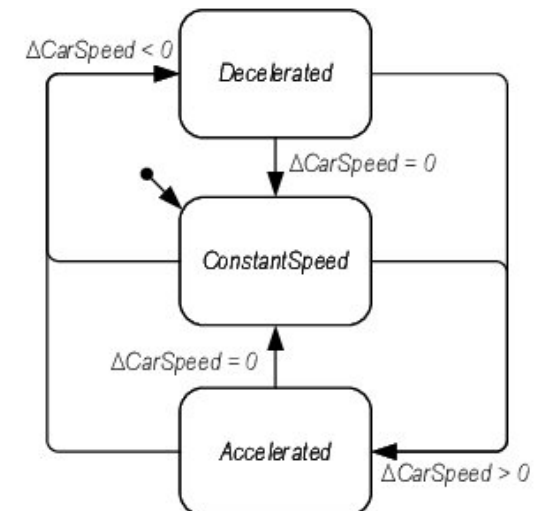 ΔCarSpeed < 0
Decelerated
ΔCarSpeed = 0
ConstantSpeed
ΔCarSpeed = 0
Accelerated
ΔCarSpeed > 0